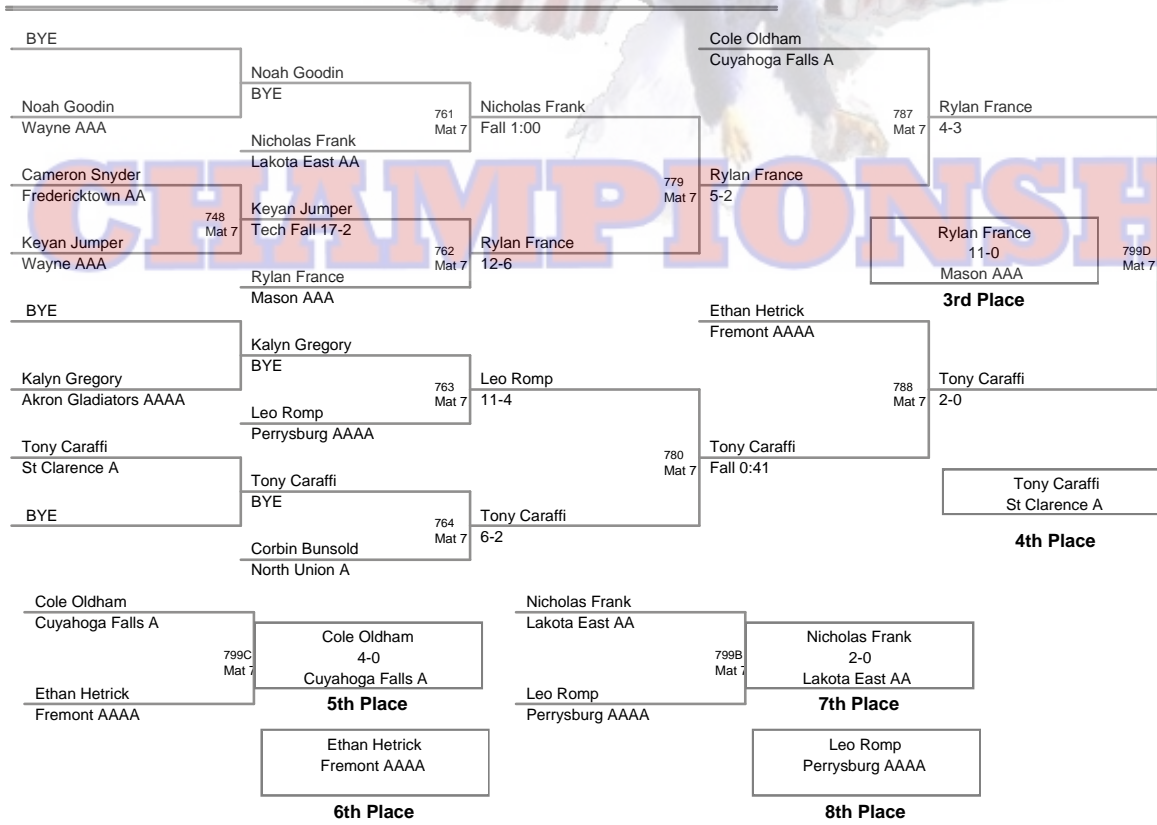 BYE
Noah Goodin
Wayne AAA
Noah Goodin
BYE
Nicholas Frank
Lakota East AA
761
Mat 7
Nicholas Frank
Fall 1:00
Cameron Snyder
Fredericktown AA
Keyan Jumper
Wayne AAA
748
Mat 7
Keyan Jumper
Tech Fall 17-2
Rylan France
Mason AAA
762
Mat 7
Rylan France
12-6
779
Mat 7
Rylan France
5-2
Cole Oldham
Cuyahoga Falls A
787
Mat 7
Rylan France
4-3
CHAMPIONSH
Rylan France
11-0
Mason AAA
3rd Place
799D
Mat 7
BYE
Kalyn Gregory
Akron Gladiators AAAA
Kalyn Gregory
BYE
Leo Romp
Perrysburg AAAA
763
Mat 7
Leo Romp
11-4
Tony Caraffi
St Clarence A
BYE
Tony Caraffi
BYE
Corbin Bunsold
North Union A
764
Mat 7
Tony Caraffi
6-2
780
Mat 7
Tony Caraffi
Fall 0:41
Ethan Hetrick
Fremont AAAA
788
Mat 7
Tony Caraffi
2-0
Tony Caraffi
St Clarence A
4th Place
Cole Oldham
Cuyahoga Falls A
Ethan Hetrick
Fremont AAAA
799C
Mat 7
Cole Oldham
4-0
Cuyahoga Falls A
5th Place
Ethan Hetrick
Fremont AAAA
6th Place
Nicholas Frank
Lakota East AA
Leo Romp
Perrysburg AAAA
799B
Mat 7
Nicholas Frank
2-0
Lakota East AA
7th Place
Leo Romp
Perrysburg AAAA
8th Place